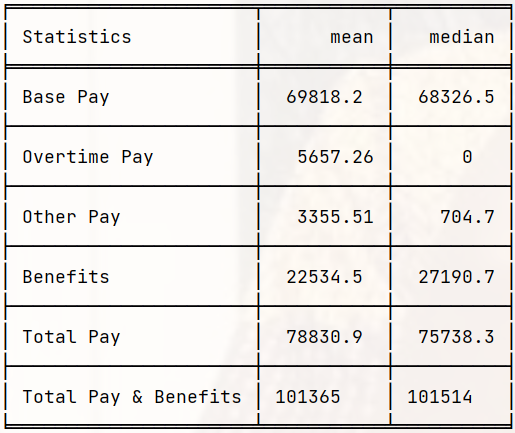 Statistics mean median
Base Pay 69818.2 68326.5
Overtime Pay 5657.26 0
Other Pay 3355.51 704.7
Benefits 22534.5 27190.7
Total Pay 78830.9 75738.3
Total Pay & Benefits 101365 101514